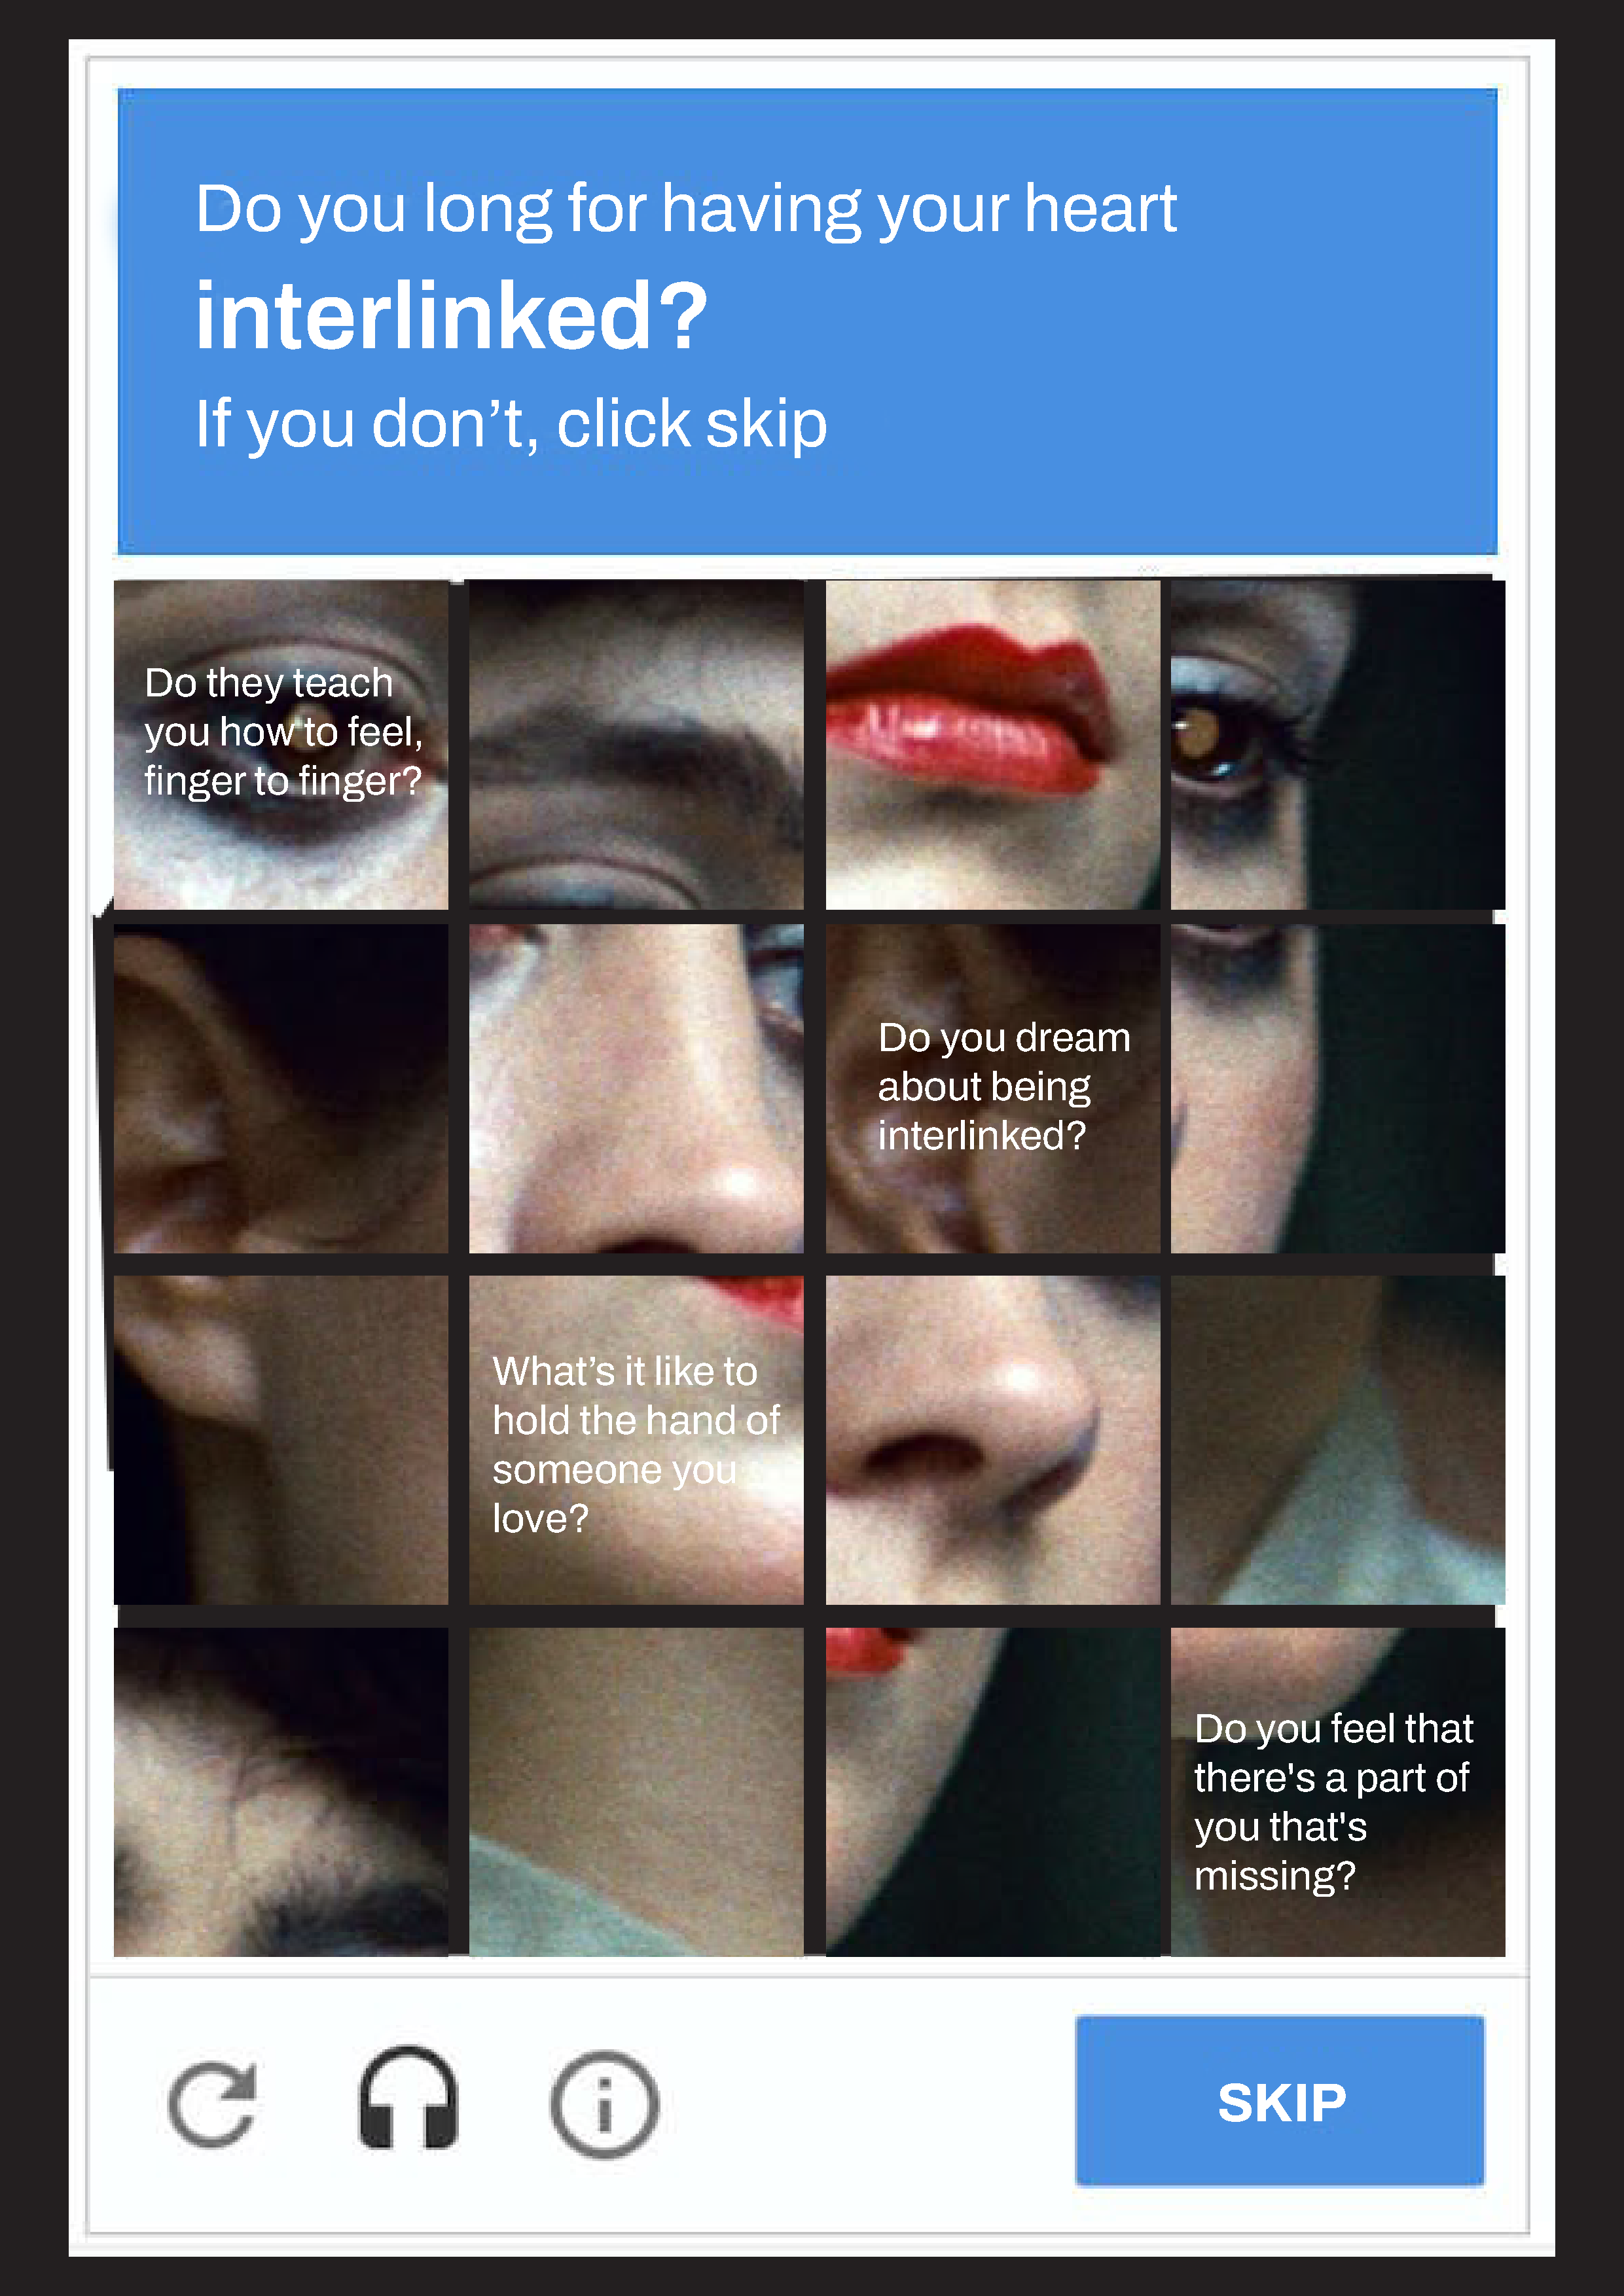 Do you long for having your heart
interlinked?
If you don’t, click skip
Do they teach
you how to feel,
finger to finger?
Do you dream
about being
interlinked?
What’s it like to
hold the hand of
someone you
love?
Do you feel that
there's a part of
you that's
missing?
SKIP